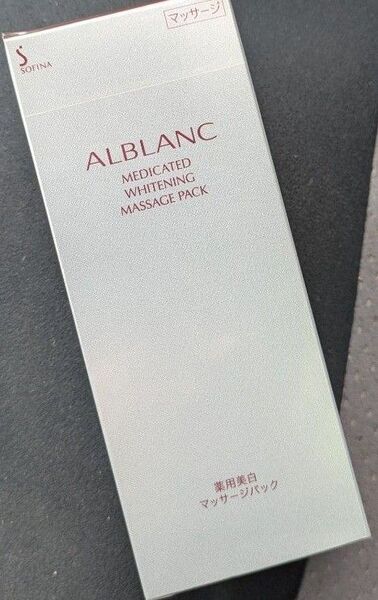 マッサージ
SOFINA
ALBLANC
MEDICATED
WHITENING
MASSAGE PACK
薬用美白
マッサージパック